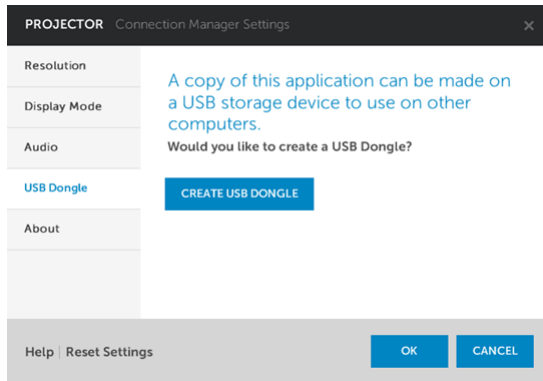 PROJECTOR Connection Manager Settings ×
Resolution
Display Mode
Audio
USB Dongle
About
A copy of this application can be made on
a USB storage device to use on other
computers.
Would you like to create a USB Dongle?
CREATE USB DONGLE
Help | Reset Settings
OK
CANCEL